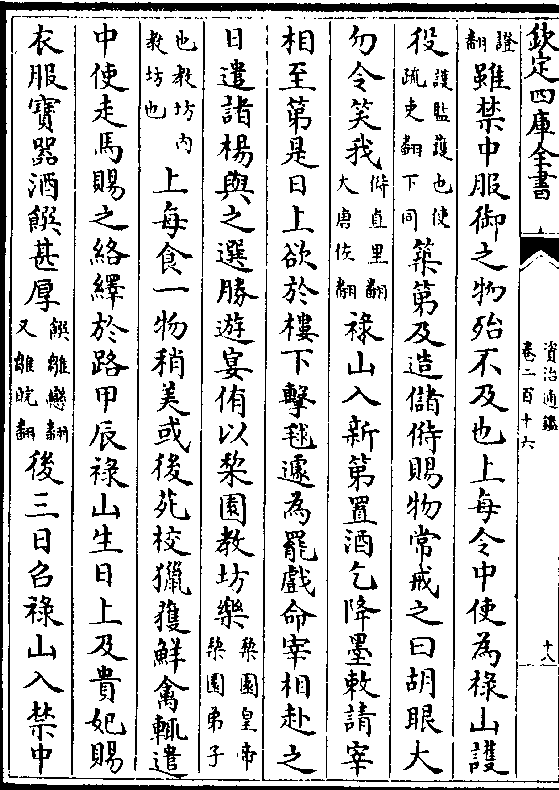 欽定四庫全書
資治通鑑
卷二百十六
十八
證翻雖禁中服御之物殆不及也上每令中使為禄山護
役護監護也使疏吏翻下同築第及造儲偫賜物常戒之曰胡眼大
勿令笑我偫直里翻大唐佐翻禄山入新第置酒乞降墨敕請宰
相至第是日上欲於樓下擊毬遽為罷戲命宰相赴之
日遣諸楊與之選勝遊宴侑以棃園教坊樂棃園皇帝棃園弟子
也教坊内教坊也上每食一物稍美或後苑校獵獲鮮禽輒遣
中使走馬賜之絡繹於路甲辰禄山生日上及貴妃賜
衣服寶器酒饌甚厚饌雛戀翻又雛皖翻後三日召禄山入禁中